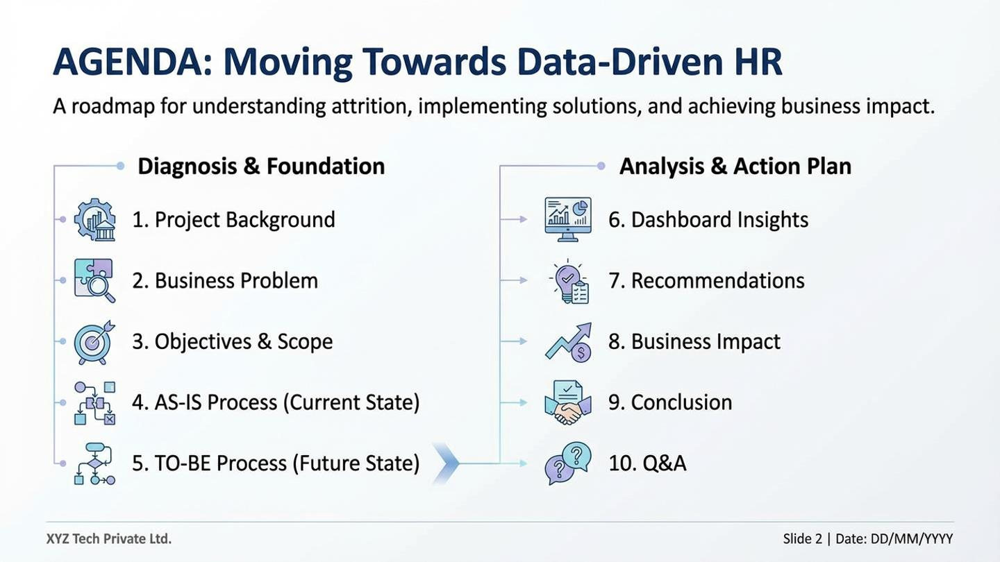 AGENDA: Moving Towards Data-Driven HR
A roadmap for understanding attrition, implementing solutions, and achieving business impact.
Diagnosis & Foundation
1. Project Background
2. Business Problem
3. Objectives & Scope
4. AS-IS Process (Current State)
5. TO-BE Process (Future State)
Analysis & Action Plan
6. Dashboard Insights
7. Recommendations
8. Business Impact
9. Conclusion
10. Q&A
XYZ Tech Private Ltd.
Slide 2 | Date: DD/MM/YYYY